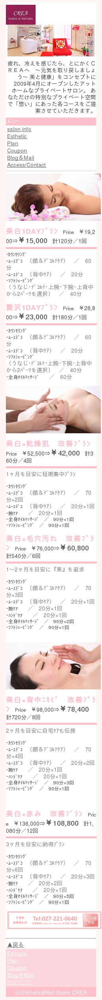 CREA
Esthetic & Nail Salon
疲れ、冷えを感じたら、とにかくＣ
ＲＥＡへ　～元気を取り戻しましょ
う～ 美と健康」をコンセプトに
2009年4月にオープンしたアット
ホームなプライベートサロン。 あ
なただけの特別なプライベート空間
で「想い」にあった各コースをご提
案させていただきます。
ﾒﾆｭｰ
salon info
Esthetic
Plan
Coupon
Blog＆Mail
Access/Contact
美白1DAYﾌﾟﾗﾝ　Price　￥19,2
00⇒￥15,000　計120分／1回
･ｶｳﾝｾﾘﾝｸﾞ
･ﾑｰｽﾃﾞｺ　（顔＆ﾃﾞｺﾙﾃｹｱ）　／　60
分
･ﾑｰｽﾃﾞｺ　（背中ｹｱ）　／　20分
･ｿﾌﾄｼｪｰﾋﾟﾝｸﾞ
（うなじ･ﾃﾞｺﾙﾃ･上腕･下腕･上背中
から2ﾊﾟｰﾂを選択）　／　40分
贅沢1DAYﾌﾟﾗﾝ　Price　￥28,8
00⇒￥23,000　計180分／1回
･ｶｳﾝｾﾘﾝｸﾞ
･ﾑｰｽﾃﾞｺ　（顔＆ﾃﾞｺﾙﾃｹｱ）　／　60
分
･ﾑｰｽﾃﾞｺ　（背中ｹｱ）　／　20分
･ｿﾌﾄｼｪｰﾋﾟﾝｸﾞ
（うなじ･ﾃﾞｺﾙﾃ･上腕･下腕･上背中
から2ﾊﾟｰﾂを選択）　／　40分
･全身ｵｲﾙﾏｯｻｰｼﾞ　／　60分
美白×乾燥肌　改善ﾌﾟﾗﾝ
Price　￥52,500⇒￥42,000　計3
60分／4回
1ヶ月を目安に短期集中ﾌﾟﾗﾝ
･ｶｳﾝｾﾘﾝｸﾞ
･ﾑｰｽﾃﾞｺ　（顔＆ﾃﾞｺﾙﾃｹｱ）　／　70
分×2回
･ﾑｰｽﾃﾞｺ　（背中ｹｱ）　／　20分×1回
･腕ｹｱ　／　20分×1回
･全身ｵｲﾙﾏｯｻｰｼﾞ　／　90分×1回
･ｿﾌﾄｼｪｰﾋﾟﾝｸﾞ　／　90分×1回
美白×毛穴汚れ　改善ﾌﾟﾗ
ﾝ　Price　￥76,000⇒￥60,800
計540分／6回
1～2ヶ月を目安に『美』を追求
･ｶｳﾝｾﾘﾝｸﾞ
･ﾑｰｽﾃﾞｺ　（顔＆ﾃﾞｺﾙﾃｹｱ）　／　70
分×3回
･ﾑｰｽﾃﾞｺ　（背中ｹｱ）　／　20分×1回
･腕ｹｱ　／　20分×1回
･ﾊﾝﾄﾞｹｱ　／　20分×1回
･全身ｵｲﾙﾏｯｻｰｼﾞ　／　90分×2回
･ｿﾌﾄｼｪｰﾋﾟﾝｸﾞ　／　90分×1回
美白×背中ﾆｷﾋﾞ　改善ﾌﾟﾗ
ﾝ　Price　￥98,000⇒￥78,400
計720分／8回
2ヶ月を目安に自宅ｹｱも伝授
･ｶｳﾝｾﾘﾝｸﾞ
･ﾑｰｽﾃﾞｺ　（顔＆ﾃﾞｺﾙﾃｹｱ）　／　70
分×4回
･ﾑｰｽﾃﾞｺ　（背中ｹｱ）　／　20分×2回
･腕ｹｱ　／　20分×1回
･ﾊﾝﾄﾞｹｱ　／　20分×1回
･全身ｵｲﾙﾏｯｻｰｼﾞ　／　90分×3回
･ｿﾌﾄｼｪｰﾋﾟﾝｸﾞ　／　90分×1回
美白×赤み　改善ﾌﾟﾗﾝ　Pric
e　￥136,000⇒￥108,800　計1,
080分／12回
3ヶ月を目安に納得ﾌﾟﾗﾝ
･ｶｳﾝｾﾘﾝｸﾞ
･ﾑｰｽﾃﾞｺ　（顔＆ﾃﾞｺﾙﾃｹｱ）　／　70
分×6回
･ﾑｰｽﾃﾞｺ　（背中ｹｱ）　／　20分×3回
･腕ｹｱ　／　20分×2回
･ﾊﾝﾄﾞｹｱ　／　20分×1回
･全身ｵｲﾙﾏｯｻｰｼﾞ　／　90分×5回
･ｿﾌﾄｼｪｰﾋﾟﾝｸﾞ　／　90分×1回
ご予約
お問合わせ
Tel:027-221-0640
メールは
こちら
▲戻る
Esthetic
Plan
Coupon
Blog＆Mail
ﾄｯﾌﾟﾍﾟｰｼﾞ
(c)Esthetic&Nail Salon CREA